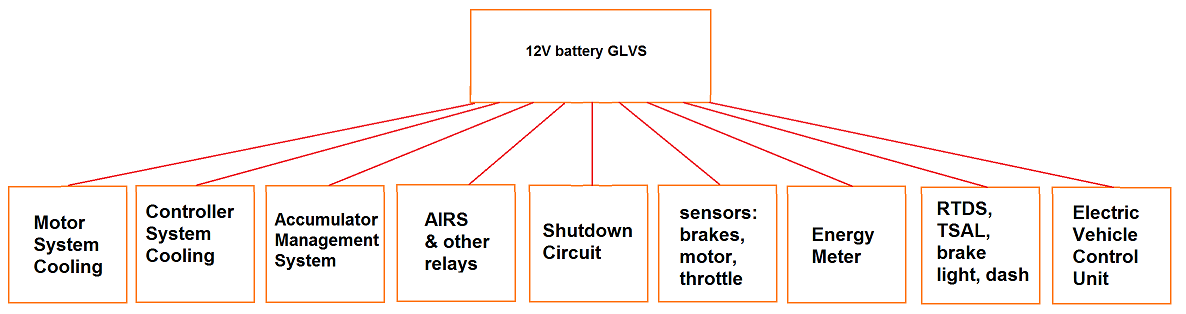 12V battery GLVS
Motor
System
Cooling
Controller
System
Cooling
Accumulator
Management
System
AIRS
& other
relays
Shutdown
Circuit
sensors:
brakes,
motor,
throttle
Energy
Meter
RTDS,
TSAL,
brake
light, dash
Electric
Vehicle
Control
Unit